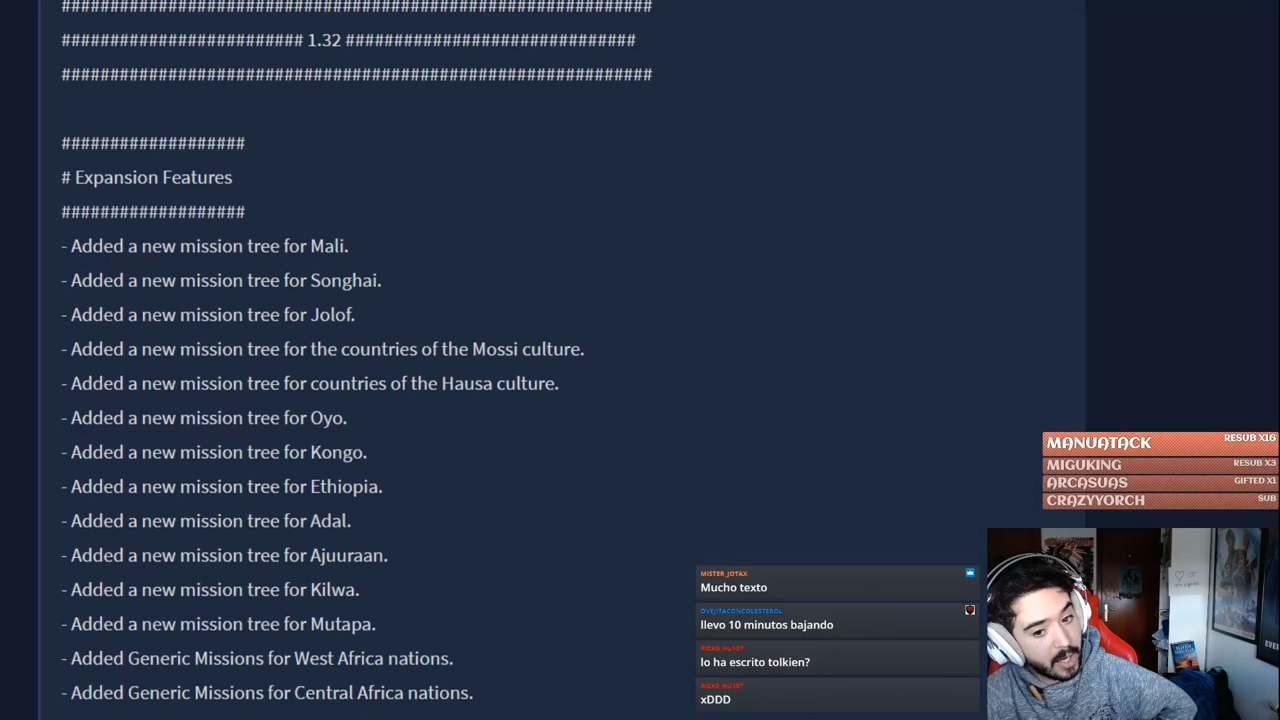 #############################################################
######################### 1.32 ##############################
#############################################################
###################
# Expansion Features
###################
- Added a new mission tree for Mali.
- Added a new mission tree for Songhai.
- Added a new mission tree for Jolof.
- Added a new mission tree for the countries of the Mossi culture.
- Added a new mission tree for countries of the Hausa culture.
- Added a new mission tree for Oyo.
- Added a new mission tree for Kongo.
- Added a new mission tree for Ethiopia.
- Added a new mission tree for Adal.
- Added a new mission tree for Ajuuraan.
- Added a new mission tree for Kilwa.
- Added a new mission tree for Mutapa.
- Added Generic Missions for West Africa nations.
- Added Generic Missions for Central Africa nations.
MANUATACK RESUB X16
MIGUKING RESUB X3
ARCASUAS GIFTED X1
CRAZYYORCH SUB
MISTER_JOTAX
Mucho texto
OVEJITACONCOLESTEROL
llevo 10 minutos bajando
lo ha escrito tolkien?
xDDD